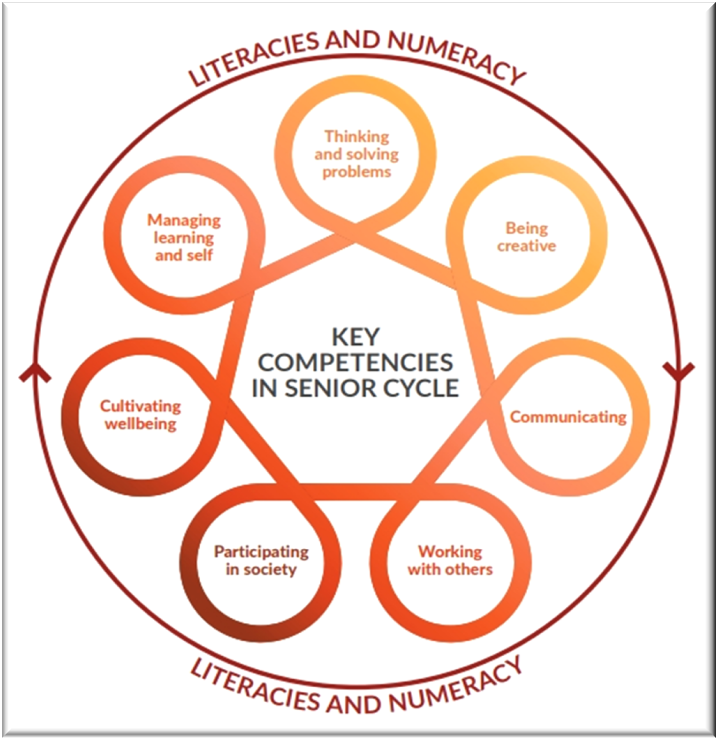 LITERACIES AND NUMERACY
Thinking
and solving
problems
Being
creative
Managing
learning
and self
KEY
COMPETENCIES
IN SENIOR CYCLE
Cultivating
wellbeing
Communicating
Participating
in society
Working
with others
LITERACIES AND NUMERACY